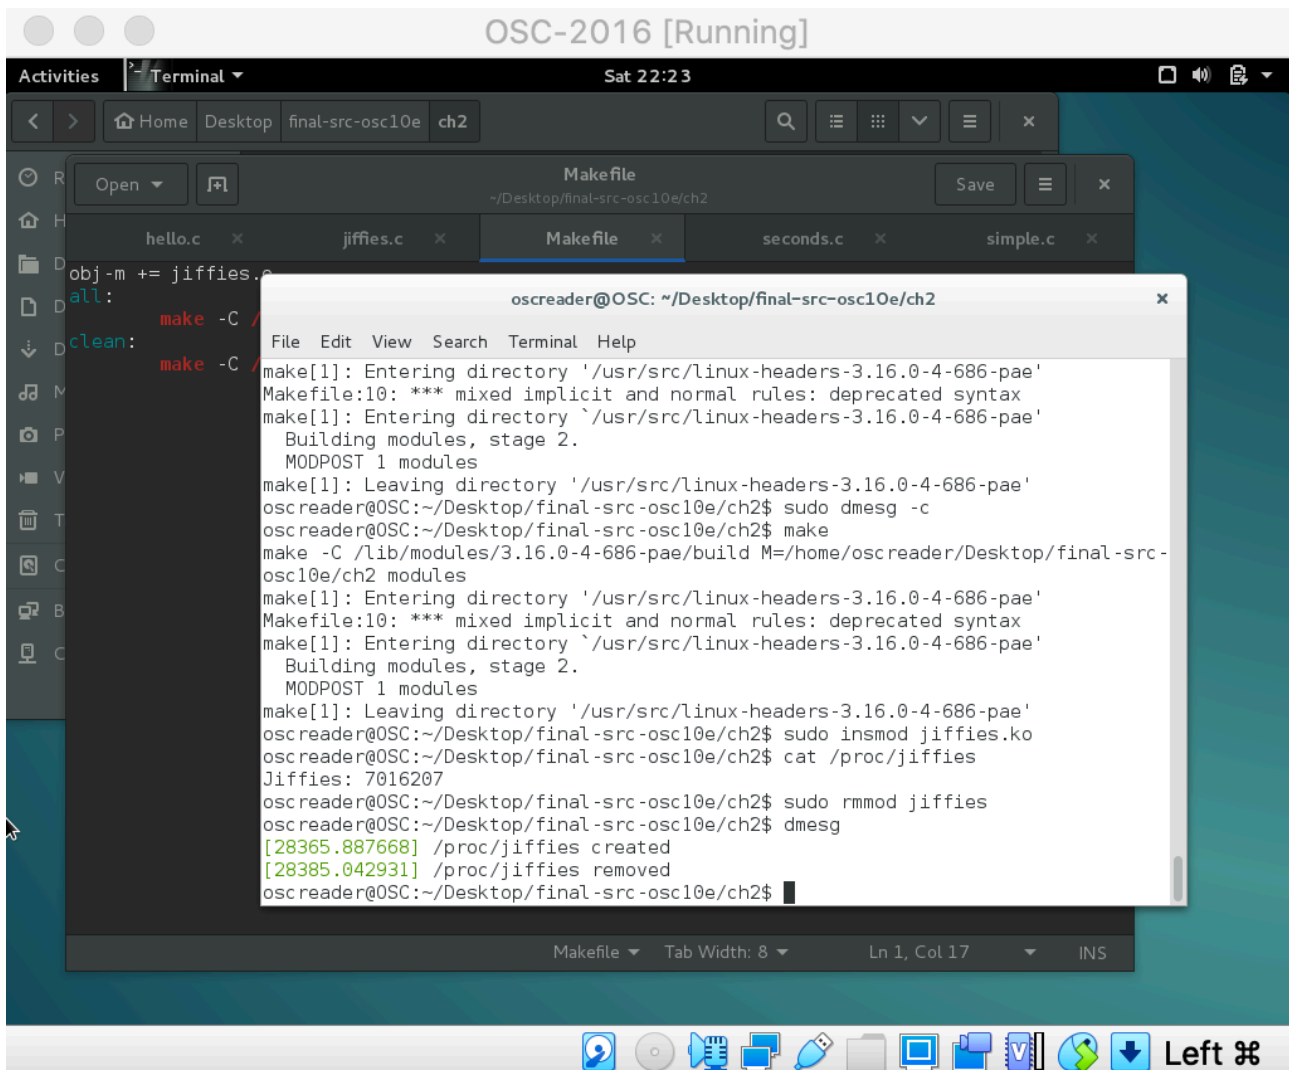 OSC-2016 [Running]
Activities Terminal Sat 22:23
Home Desktop final-src-osc10e ch2
Open Makefile Save
~/Desktop/final-src-osc10e/ch2
hello.c jiffies.c Makefile seconds.c simple.c
R
H
D
D
D
M
P
V
T
C
B
C
obj-m += jiffies.o
all:
make -C /
clean:
make -C /
oscreader@OSC: ~/Desktop/final-src-osc10e/ch2
File Edit View Search Terminal Help
make[1]: Entering directory '/usr/src/linux-headers-3.16.0-4-686-pae'
Makefile:10: *** mixed implicit and normal rules: deprecated syntax
make[1]: Entering directory `/usr/src/linux-headers-3.16.0-4-686-pae'
Building modules, stage 2.
MODPOST 1 modules
make[1]: Leaving directory '/usr/src/linux-headers-3.16.0-4-686-pae'
oscreader@OSC:~/Desktop/final-src-osc10e/ch2$ sudo dmesg -c
oscreader@OSC:~/Desktop/final-src-osc10e/ch2$ make
make -C /lib/modules/3.16.0-4-686-pae/build M=/home/oscreader/Desktop/final-src-
osc10e/ch2 modules
make[1]: Entering directory '/usr/src/linux-headers-3.16.0-4-686-pae'
Makefile:10: *** mixed implicit and normal rules: deprecated syntax
make[1]: Entering directory `/usr/src/linux-headers-3.16.0-4-686-pae'
Building modules, stage 2.
MODPOST 1 modules
make[1]: Leaving directory '/usr/src/linux-headers-3.16.0-4-686-pae'
oscreader@OSC:~/Desktop/final-src-osc10e/ch2$ sudo insmod jiffies.ko
oscreader@OSC:~/Desktop/final-src-osc10e/ch2$ cat /proc/jiffies
Jiffies: 7016207
oscreader@OSC:~/Desktop/final-src-osc10e/ch2$ sudo rmmod jiffies
oscreader@OSC:~/Desktop/final-src-osc10e/ch2$ dmesg
[28365.887668] /proc/jiffies created
[28385.042931] /proc/jiffies removed
oscreader@OSC:~/Desktop/final-src-osc10e/ch2$
Makefile Tab Width: 8 Ln 1, Col 17 INS
Left ⌘